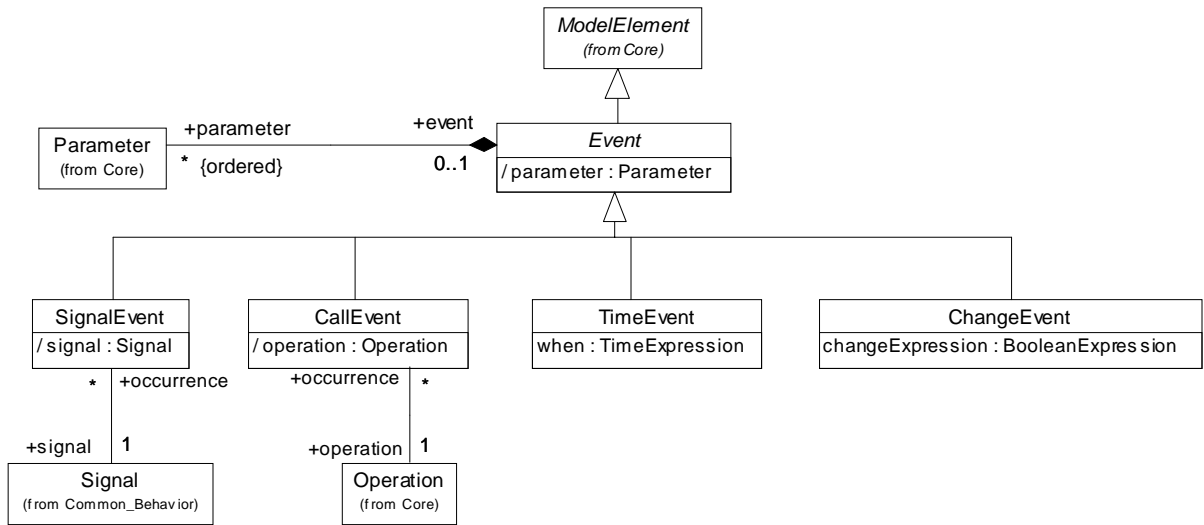 ModelElement
(from Core)
+parameter
+event
Parameter
(from Core)
* {ordered}
0..1
Event
/ parameter : Parameter
SignalEvent
/ signal : Signal
CallEvent
/ operation : Operation
TimeEvent
when : TimeExpression
ChangeEvent
changeExpression : BooleanExpression
* +occurrence
+occurrence *
+signal 1
+operation 1
Signal
(from Common_Behavior)
Operation
(from Core)